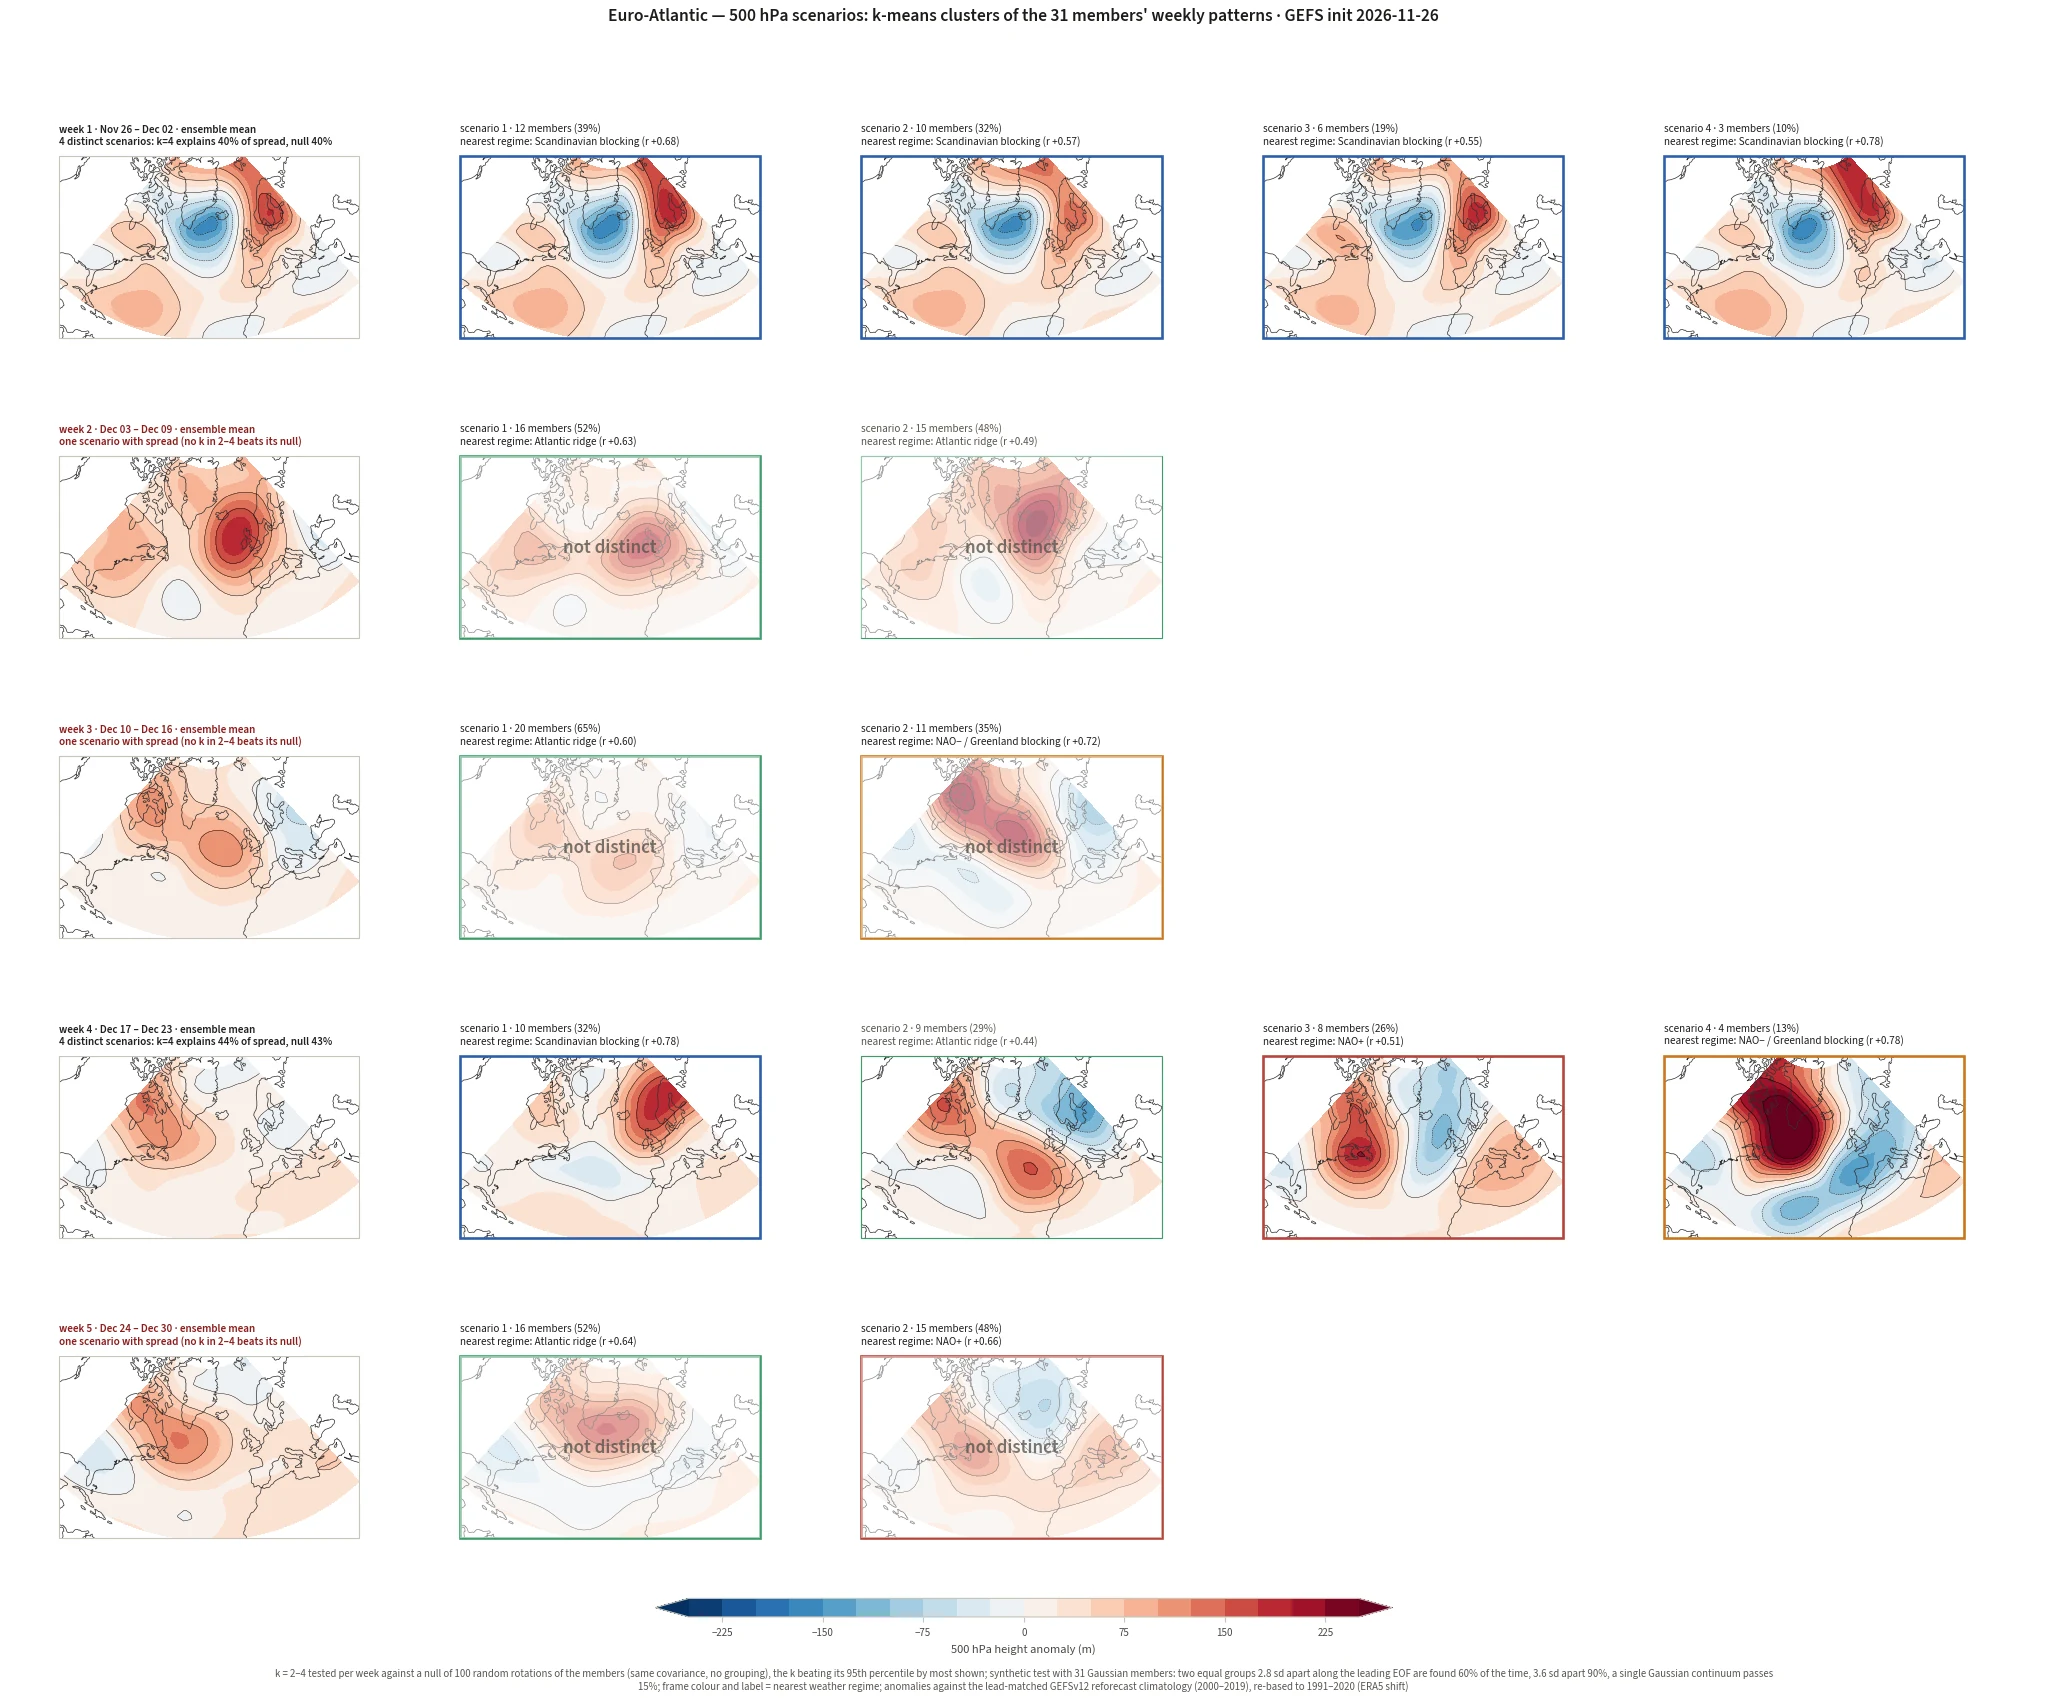 Euro-Atlantic — 500 hPa scenarios: k-means clusters of the 31 members' weekly patterns · GEFS init 2026-11-26
week 1 · Nov 26 – Dec 02 · ensemble mean
4 distinct scenarios: k=4 explains 40% of spread, null 40%
scenario 1 · 12 members (39%)
nearest regime: Scandinavian blocking (r +0.68)
scenario 2 · 10 members (32%)
nearest regime: Scandinavian blocking (r +0.57)
scenario 3 · 6 members (19%)
nearest regime: Scandinavian blocking (r +0.55)
scenario 4 · 3 members (10%)
nearest regime: Scandinavian blocking (r +0.78)
week 2 · Dec 03 – Dec 09 · ensemble mean
one scenario with spread (no k in 2–4 beats its null)
scenario 1 · 16 members (52%)
nearest regime: Atlantic ridge (r +0.63)
not distinct
scenario 2 · 15 members (48%)
nearest regime: Atlantic ridge (r +0.49)
not distinct
week 3 · Dec 10 – Dec 16 · ensemble mean
one scenario with spread (no k in 2–4 beats its null)
scenario 1 · 20 members (65%)
nearest regime: Atlantic ridge (r +0.60)
not distinct
scenario 2 · 11 members (35%)
nearest regime: NAO− / Greenland blocking (r +0.72)
not distinct
week 4 · Dec 17 – Dec 23 · ensemble mean
4 distinct scenarios: k=4 explains 44% of spread, null 43%
scenario 1 · 10 members (32%)
nearest regime: Scandinavian blocking (r +0.78)
scenario 2 · 9 members (29%)
nearest regime: Atlantic ridge (r +0.44)
scenario 3 · 8 members (26%)
nearest regime: NAO+ (r +0.51)
scenario 4 · 4 members (13%)
nearest regime: NAO− / Greenland blocking (r +0.78)
week 5 · Dec 24 – Dec 30 · ensemble mean
one scenario with spread (no k in 2–4 beats its null)
scenario 1 · 16 members (52%)
nearest regime: Atlantic ridge (r +0.64)
not distinct
scenario 2 · 15 members (48%)
nearest regime: NAO+ (r +0.66)
not distinct
−225 −150 −75 0 75 150 225
500 hPa height anomaly (m)
k = 2–4 tested per week against a null of 100 random rotations of the members (same covariance, no grouping), the k beating its 95th percentile by most shown; synthetic test with 31 Gaussian members: two equal groups 2.8 sd apart along the leading EOF are found 60% of the time, 3.6 sd apart 90%, a single Gaussian continuum passes
15%; frame colour and label = nearest weather regime; anomalies against the lead-matched GEFSv12 reforecast climatology (2000–2019), re-based to 1991–2020 (ERA5 shift)